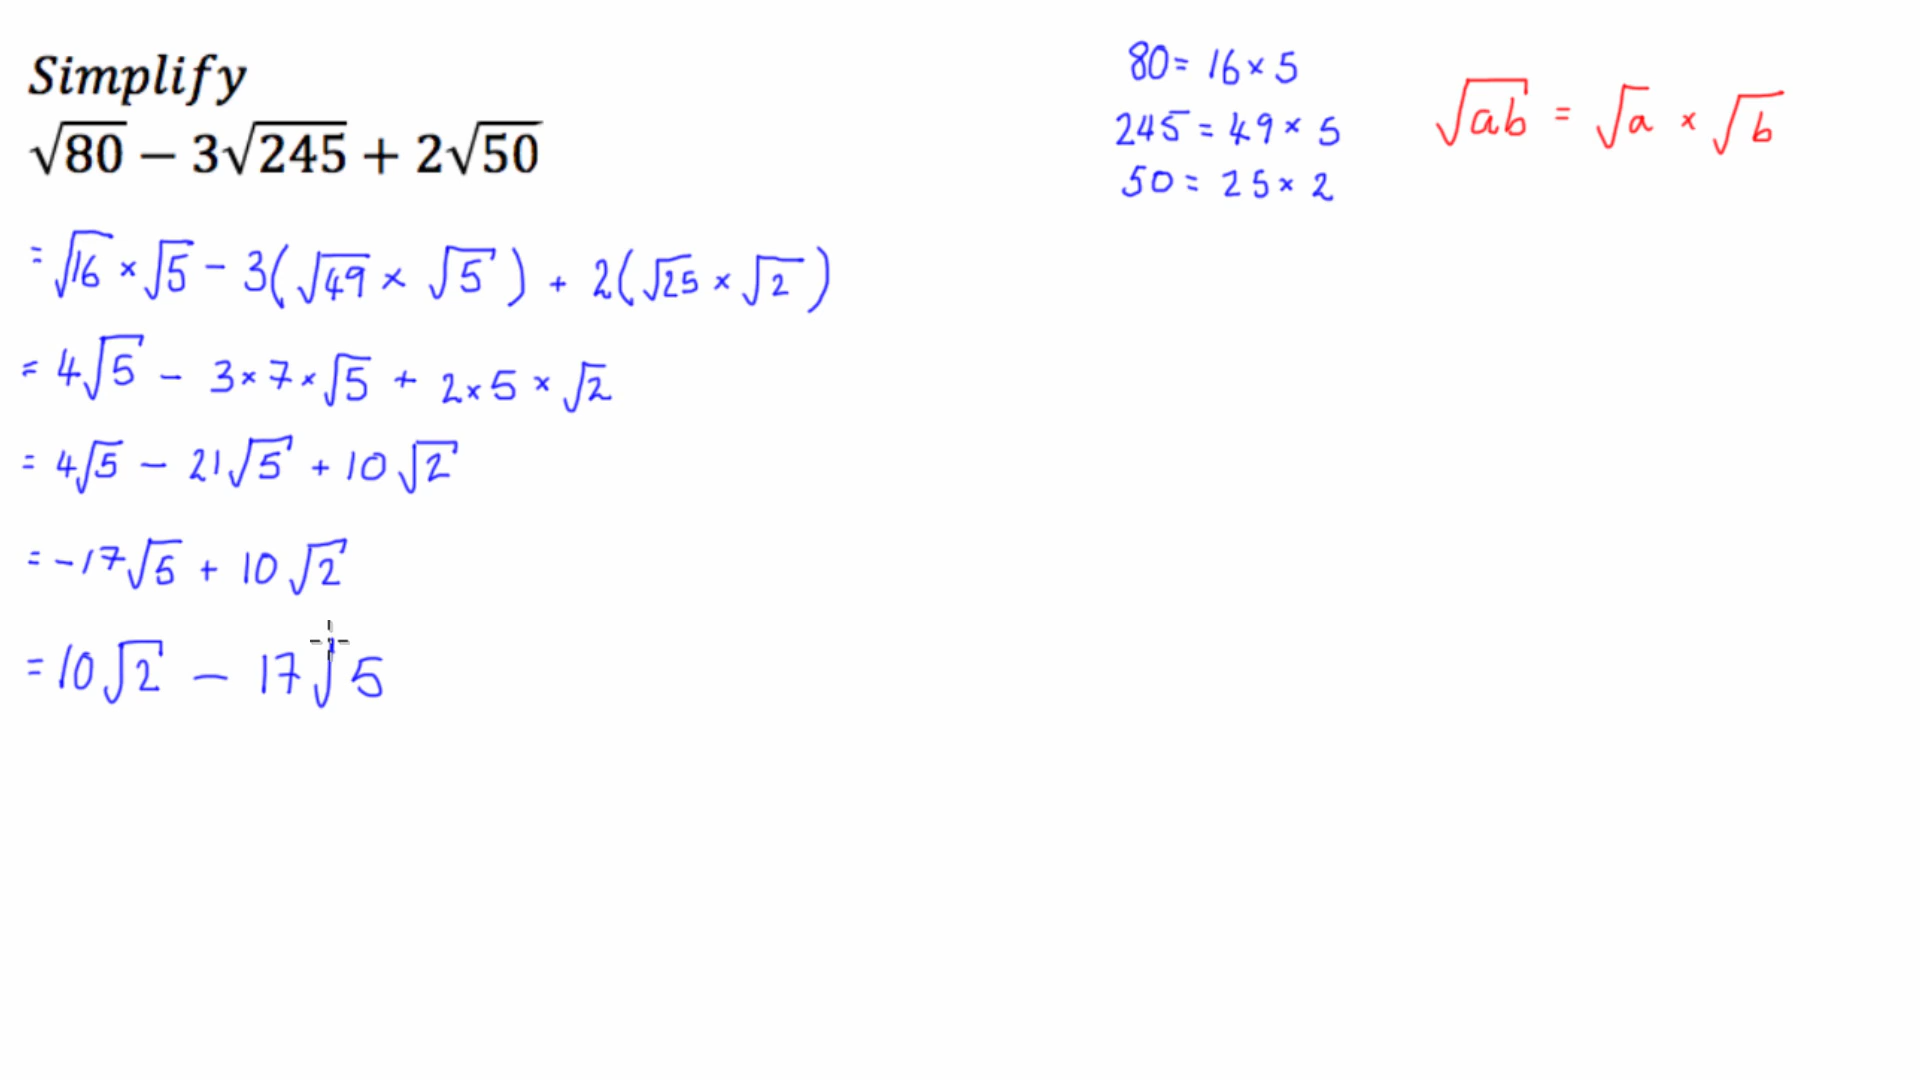 Simplify
√80 − 3√245 + 2√50
= √16 × √5 − 3(√49 × √5) + 2(√25 × √2)
= 4√5 − 3×7×√5 + 2×5×√2
= 4√5 − 21√5 + 10√2
= −17√5 + 10√2
= 10√2 − 17√5
80 = 16 × 5
245 = 49 × 5
50 = 25 × 2
√ab = √a × √b